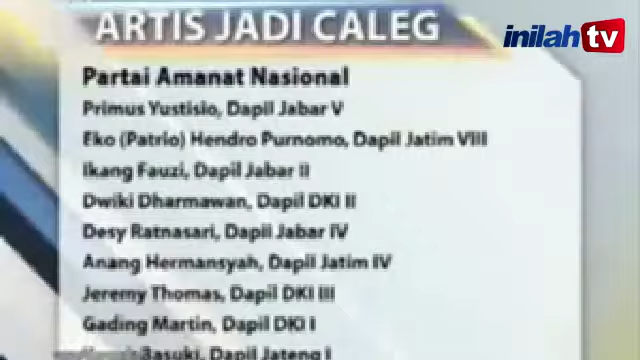 ARTIS JADI CALEG
inilah tv
Partai Amanat Nasional
Primus Yustisio, Dapil Jabar V
Eko (Patrio) Hendro Purnomo, Dapil Jatim VIII
Ikang Fauzi, Dapil Jabar II
Dwiki Dharmawan, Dapil DKI II
Desy Ratnasari, Dapil Jabar IV
Anang Hermansyah, Dapil Jatim IV
Jeremy Thomas, Dapil DKI III
Gading Martin, Dapil DKI I
Basuki, Dapil Jateng I